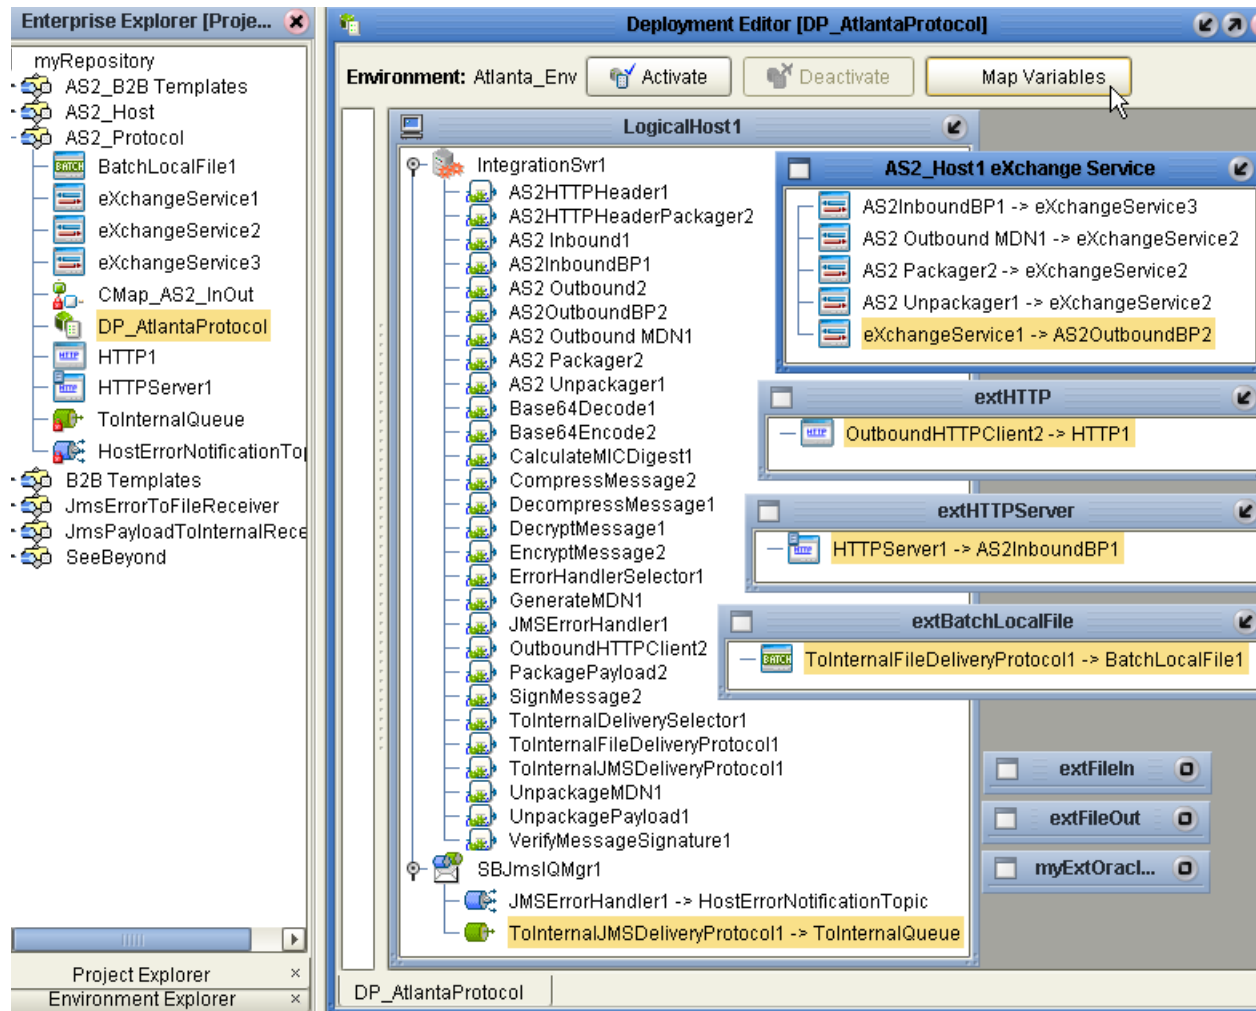 Enterprise Explorer [Proje...
myRepository
AS2_B2B Templates
AS2_Host
AS2_Protocol
BatchLocalFile1
eXchangeService1
eXchangeService2
eXchangeService3
CMap_AS2_InOut
DP_AtlantaProtocol
HTTP1
HTTPServer1
ToInternalQueue
HostErrorNotificationTo
B2B Templates
JmsErrorToFileReceiver
JmsPayloadToInternalRece
SeeBeyond
Project Explorer
Environment Explorer
Deployment Editor [DP_AtlantaProtocol]
Environment: Atlanta_Env Activate Deactivate Map Variables
LogicalHost1
IntegrationSvr1
AS2HTTPHeader1
AS2HTTPHeaderPackager2
AS2 Inbound1
AS2InboundBP1
AS2 Outbound2
AS2OutboundBP2
AS2 Outbound MDN1
AS2 Packager2
AS2 Unpackager1
Base64Decode1
Base64Encode2
CalculateMICDigest1
CompressMessage2
DecompressMessage1
DecryptMessage1
EncryptMessage2
ErrorHandlerSelector1
GenerateMDN1
JMSErrorHandler1
OutboundHTTPClient2
PackagePayload2
SignMessage2
ToInternalDeliverySelector1
ToInternalFileDeliveryProtocol1
ToInternalJMSDeliveryProtocol1
UnpackageMDN1
UnpackagePayload1
VerifyMessageSignature1
SBJmsIQMgr1
JMSErrorHandler1 -> HostErrorNotificationTopic
ToInternalJMSDeliveryProtocol1 -> ToInternalQueue
AS2_Host1 eXchange Service
AS2InboundBP1 -> eXchangeService3
AS2 Outbound MDN1 -> eXchangeService2
AS2 Packager2 -> eXchangeService2
AS2 Unpackager1 -> eXchangeService2
eXchangeService1 -> AS2OutboundBP2
extHTTP
HTTP OutboundHTTPClient2 -> HTTP1
extHTTPServer
HTTPServer1 -> AS2InboundBP1
extBatchLocalFile
BATCH ToInternalFileDeliveryProtocol1 -> BatchLocalFile1
extFileIn
extFileOut
myExtOracl...
DP_AtlantaProtocol